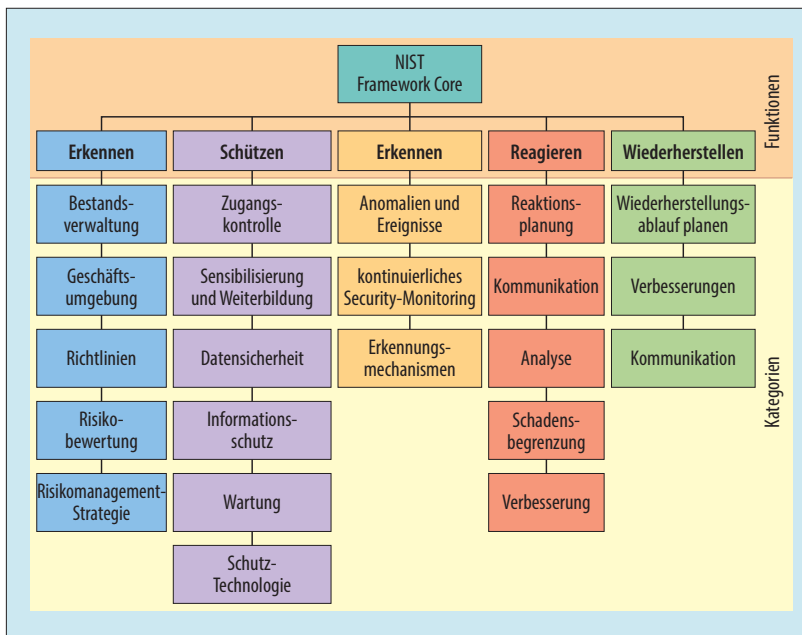 NIST
Framework Core
Funktionen
Erkennen
Schützen
Erkennen
Reagieren
Wiederherstellen
Bestands-
verwaltung
Geschäfts-
umgebung
Richtlinien
Risiko-
bewertung
Risikomanagement-
Strategie
Zugangs-
kontrolle
Sensibilisierung
und Weiterbildung
Datensicherheit
Informations-
schutz
Wartung
Schutz-
Technologie
Anomalien und
Ereignisse
kontinuierliches
Security-Monitoring
Erkennungs-
mechanismen
Reaktions-
planung
Kommunikation
Analyse
Schadens-
begrenzung
Verbesserung
Wiederherstellungs-
ablauf planen
Verbesserungen
Kommunikation
Kategorien